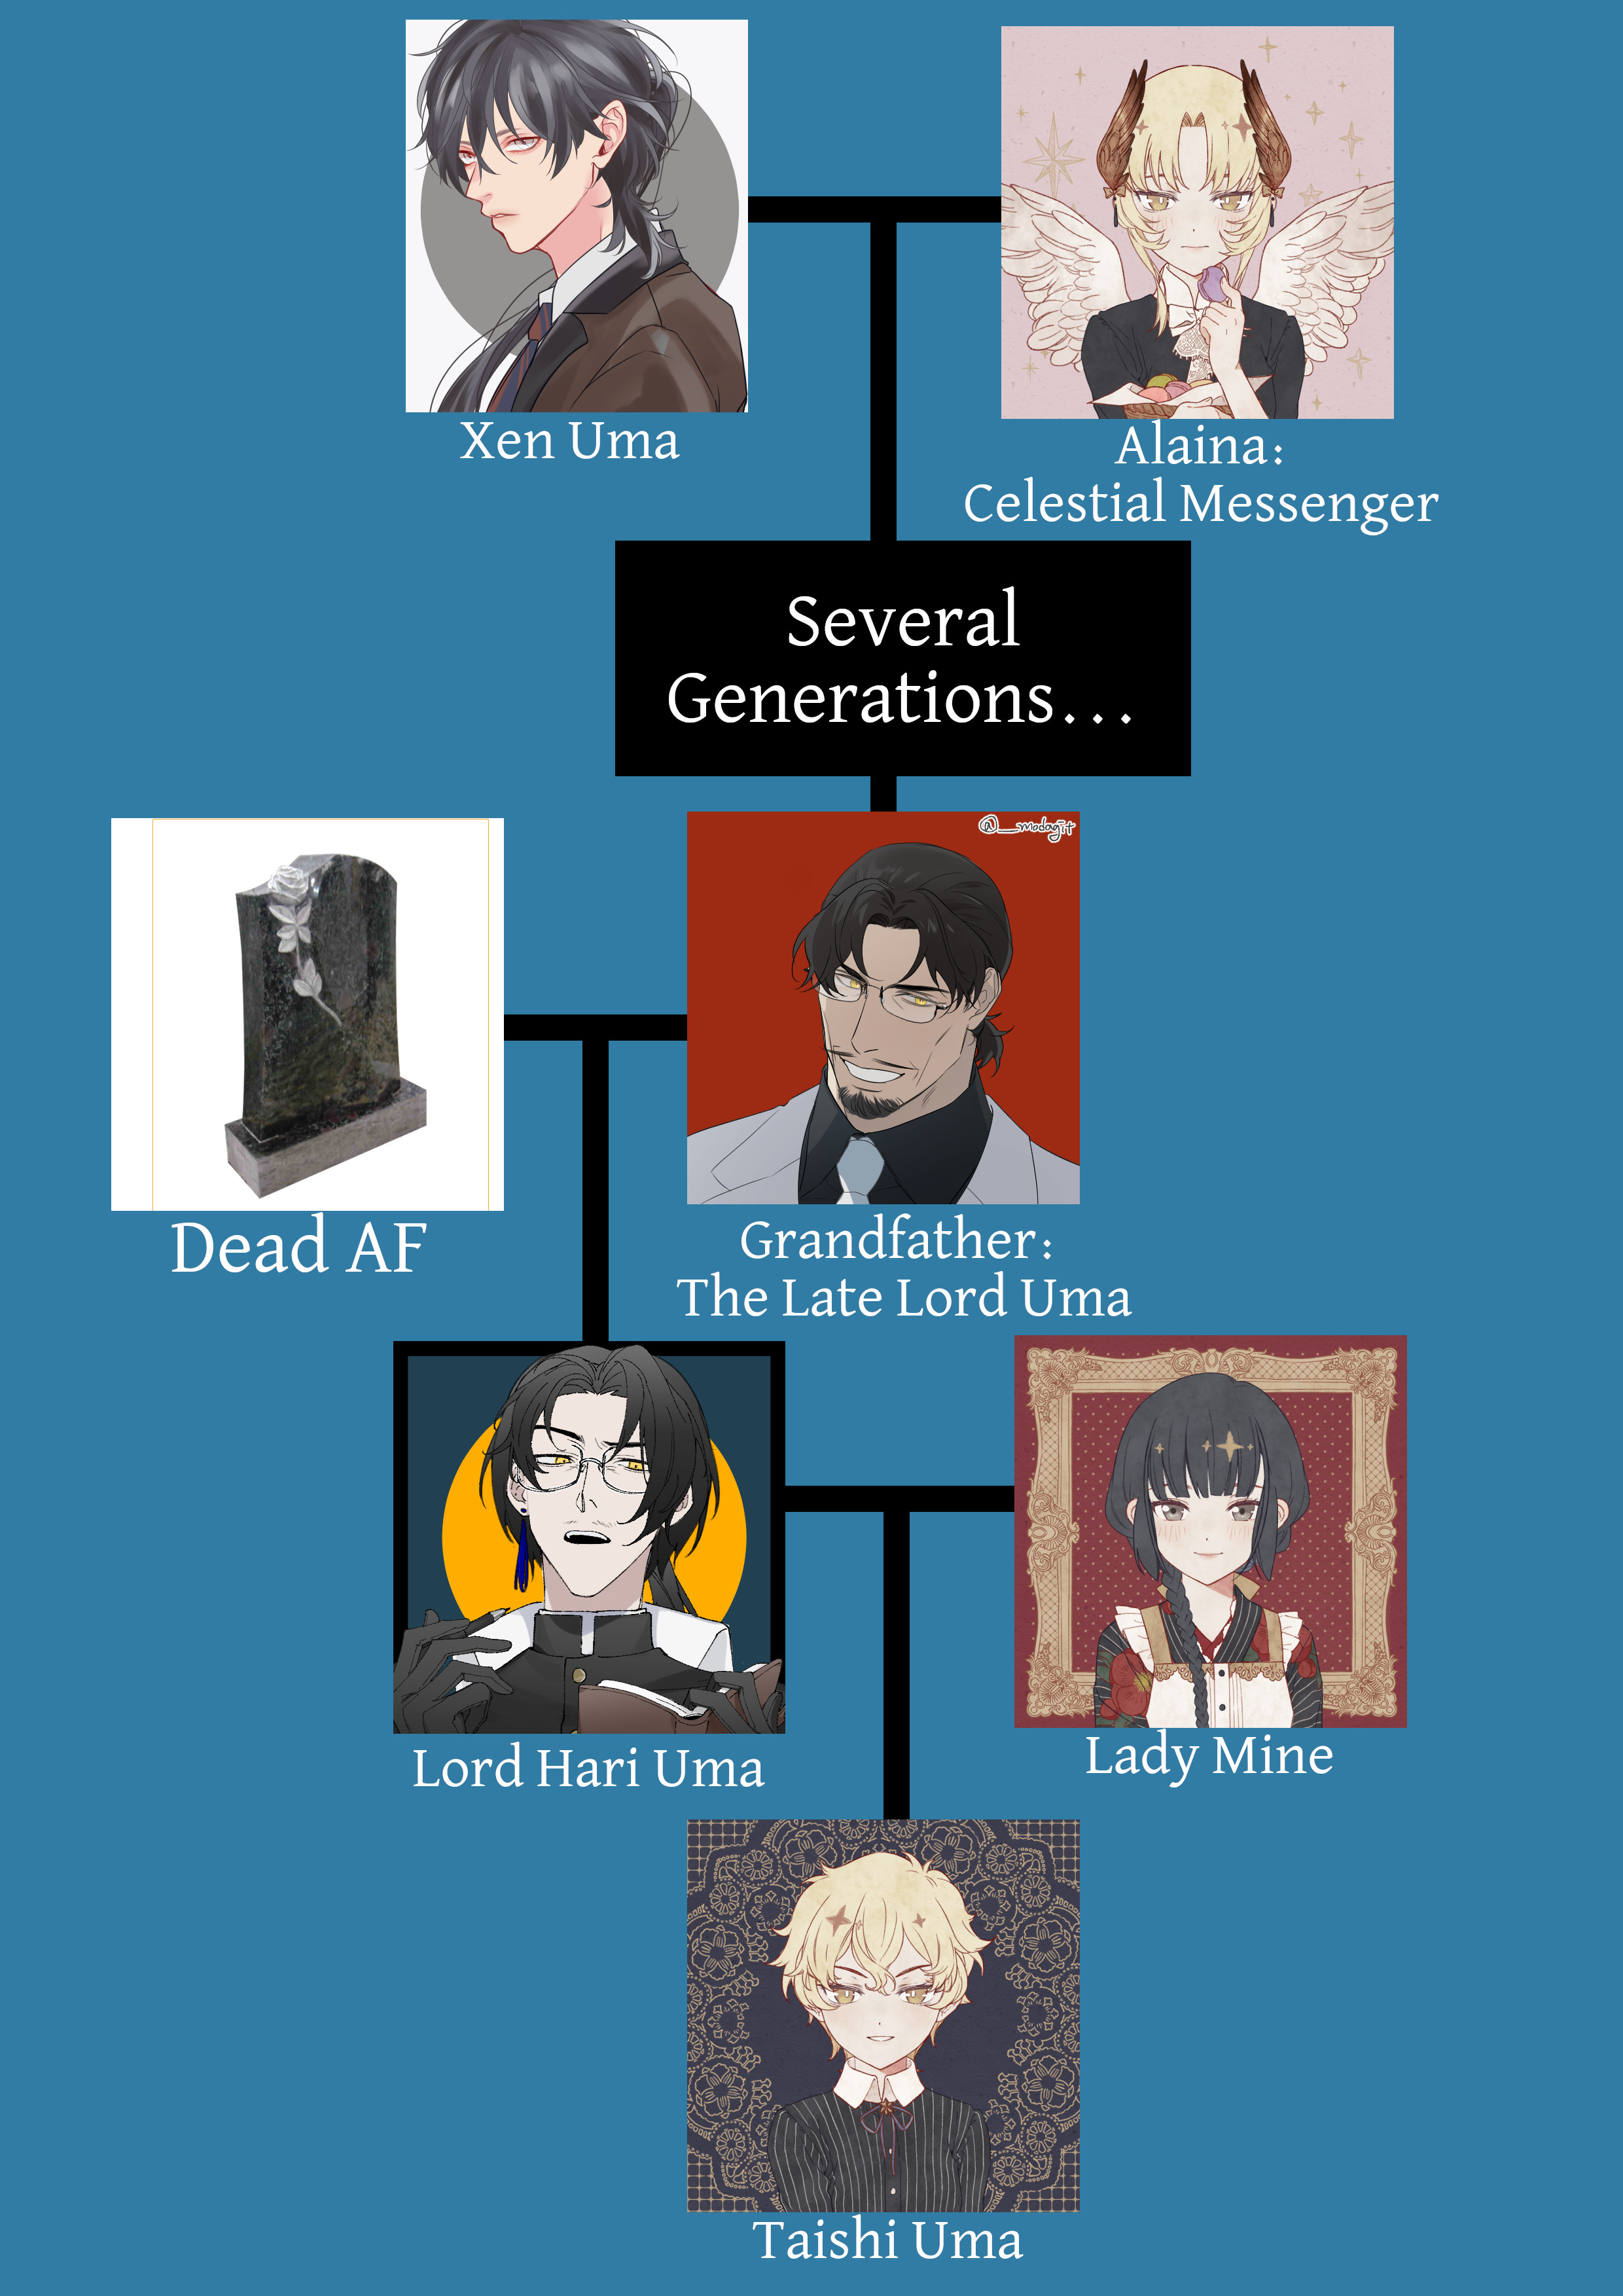 Xen Uma
Alaina:
Celestial Messenger
Several
Generations...
@__modagit
Dead AF
Grandfather:
The Late Lord Uma
Lord Hari Uma
Lady Mine
Taishi Uma